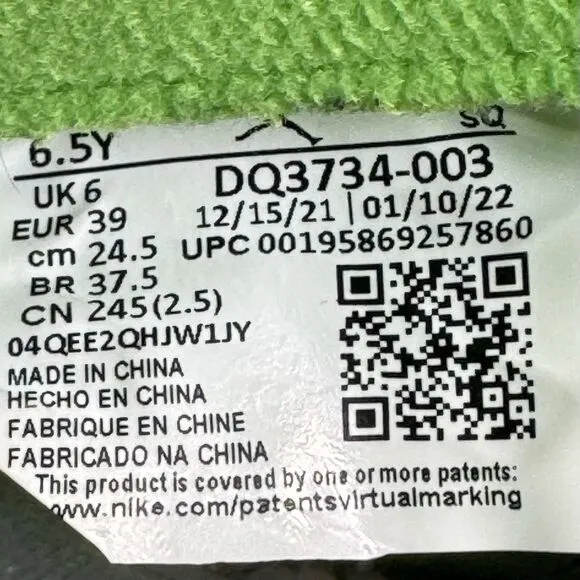 6.5Y
SQ
UK 6
DQ3734-003
EUR 39
12/15/21 | 01/10/22
cm 24.5
UPC 00195869257860
BR 37.5
CN 245(2.5)
04QEE2QHJW1JY
MADE IN CHINA
HECHO EN CHINA
FABRIQUE EN CHINE
FABRICADO NA CHINA
This product is covered by one or more patents:
www.nike.com/patentsvirtualmarking